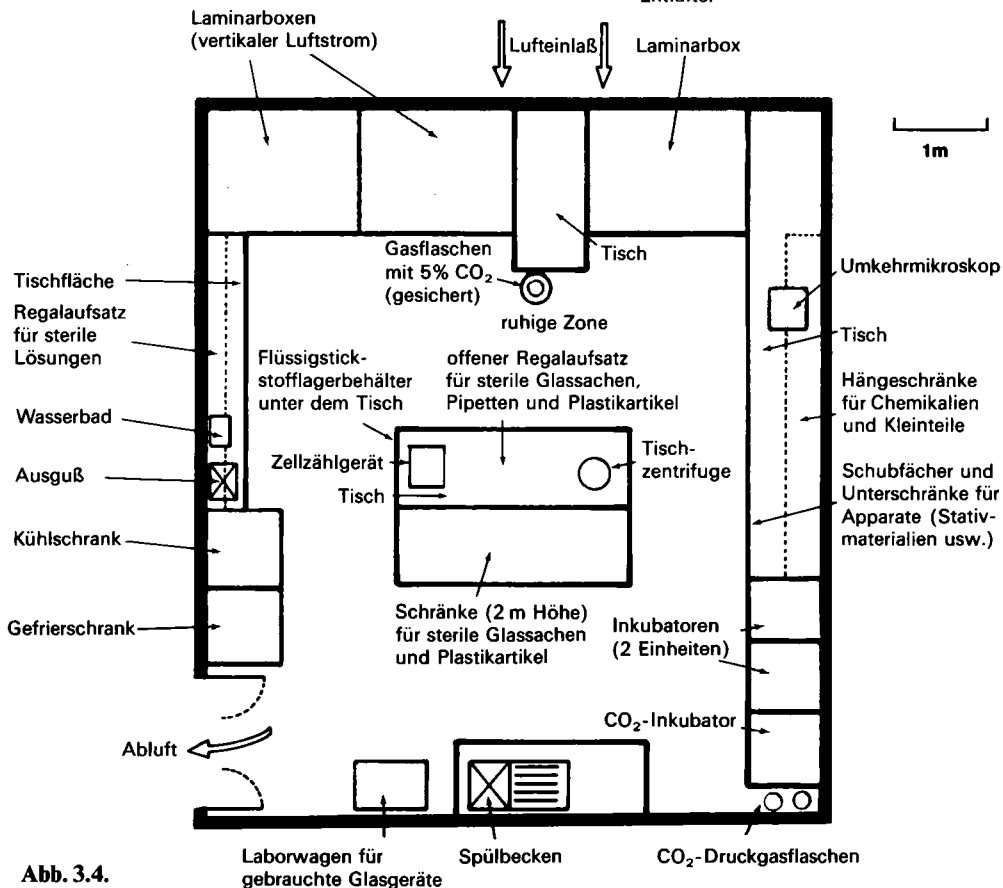 Laminarboxen
(vertikaler Luftstrom)
Lufteinlaß
Laminarbox
1m
Gasflaschen
mit 5% CO₂
(gesichert)
Tisch
Umkehrmikroskop
Tischfläche
Regalaufsatz
für sterile
Lösungen
ruhige Zone
Tisch
Flüssigstick-
stofflagerbehälter
unter dem Tisch
offener Regalaufsatz
für sterile Glassachen,
Pipetten und Plastikartikel
Hängeschränke
für Chemikalien
und Kleinteile
Wasserbad
Zellzählgerät
Tisch-
zentrifuge
Ausguß
Tisch
Schubfächer und
Unterschränke für
Apparate (Stativ-
materialien usw.)
Kühlschrank
Gefrierschrank
Schränke (2 m Höhe)
für sterile Glassachen
und Plastikartikel
Inkubatoren
(2 Einheiten)
CO₂-Inkubator
Abluft
Abb. 3.4.
Laborwagen für
gebrauchte Glasgeräte
Spülbecken
CO₂-Druckgasflaschen